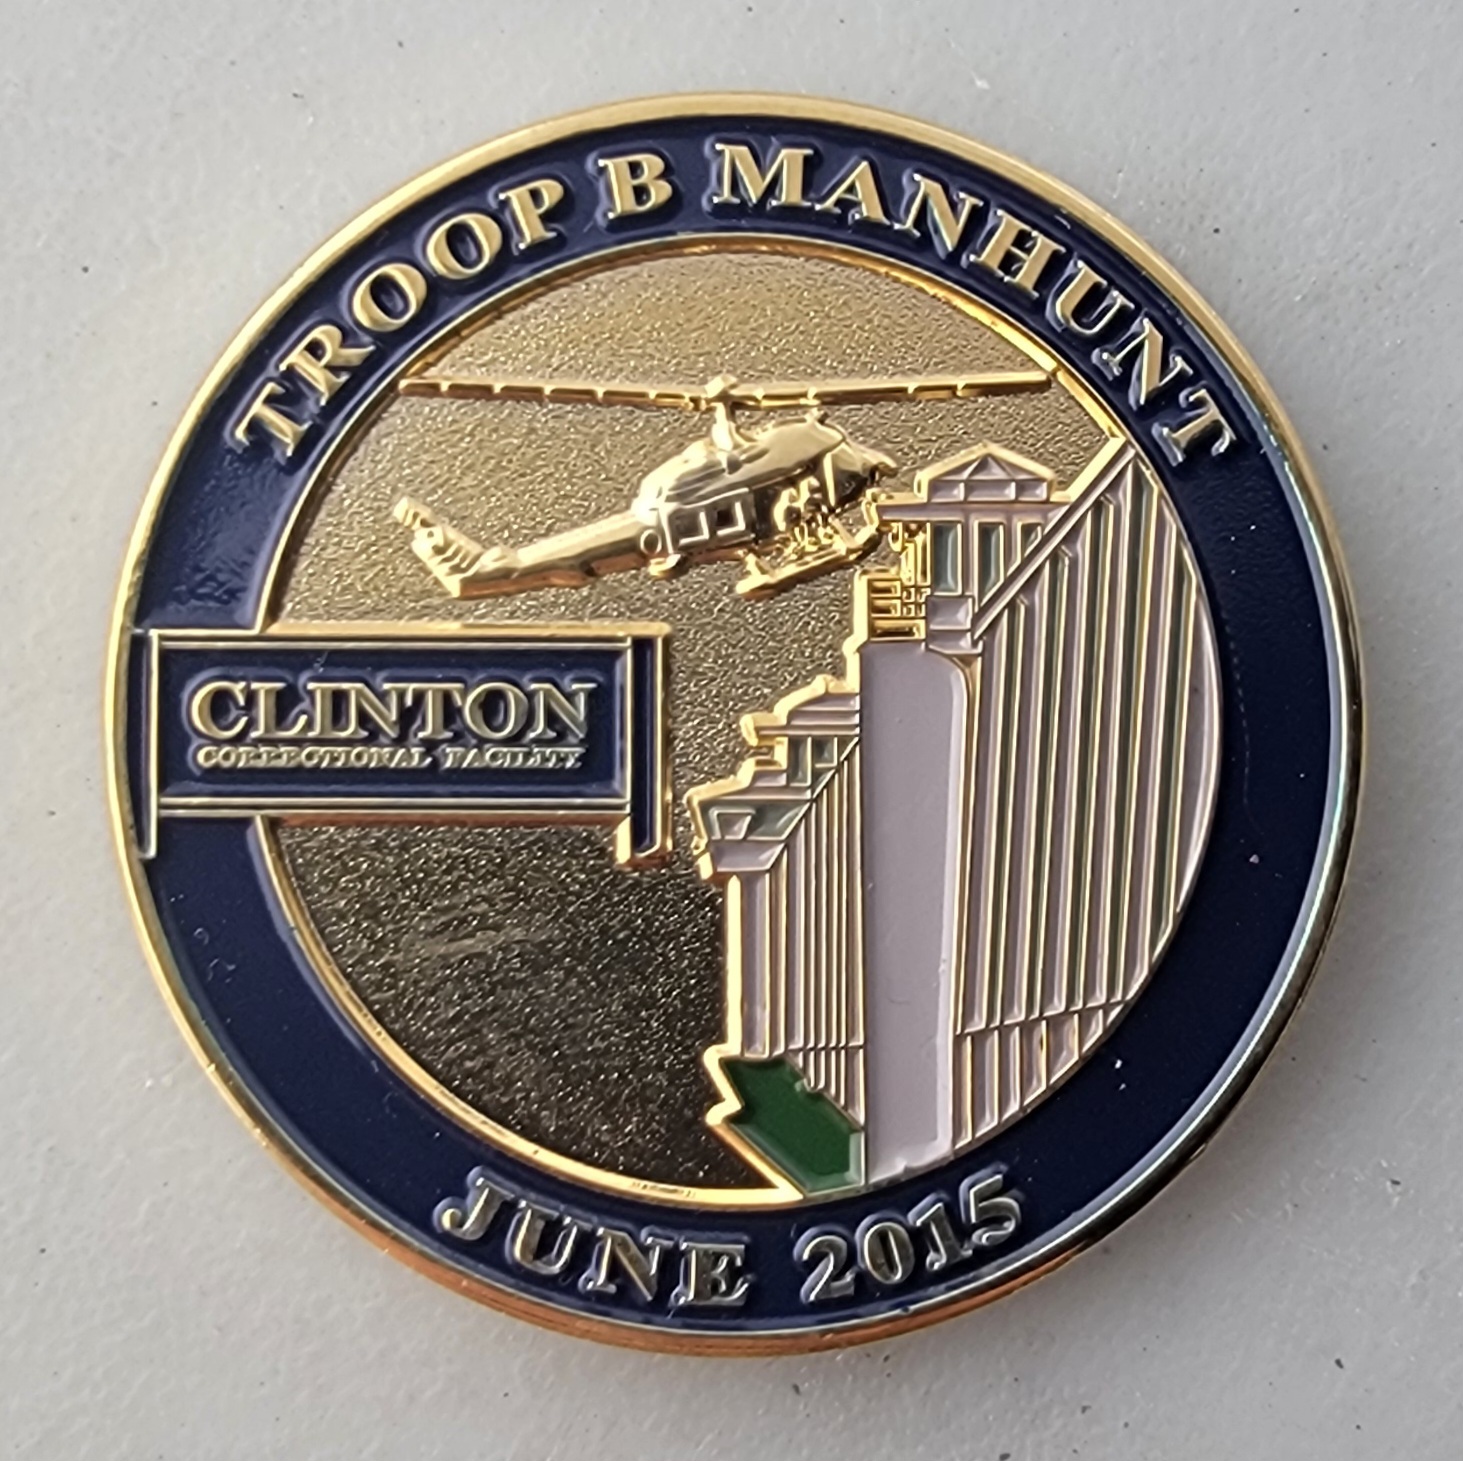 TROOP B MANHUNT
CLINTON
CORRECTIONAL FACILITY
JUNE 2015